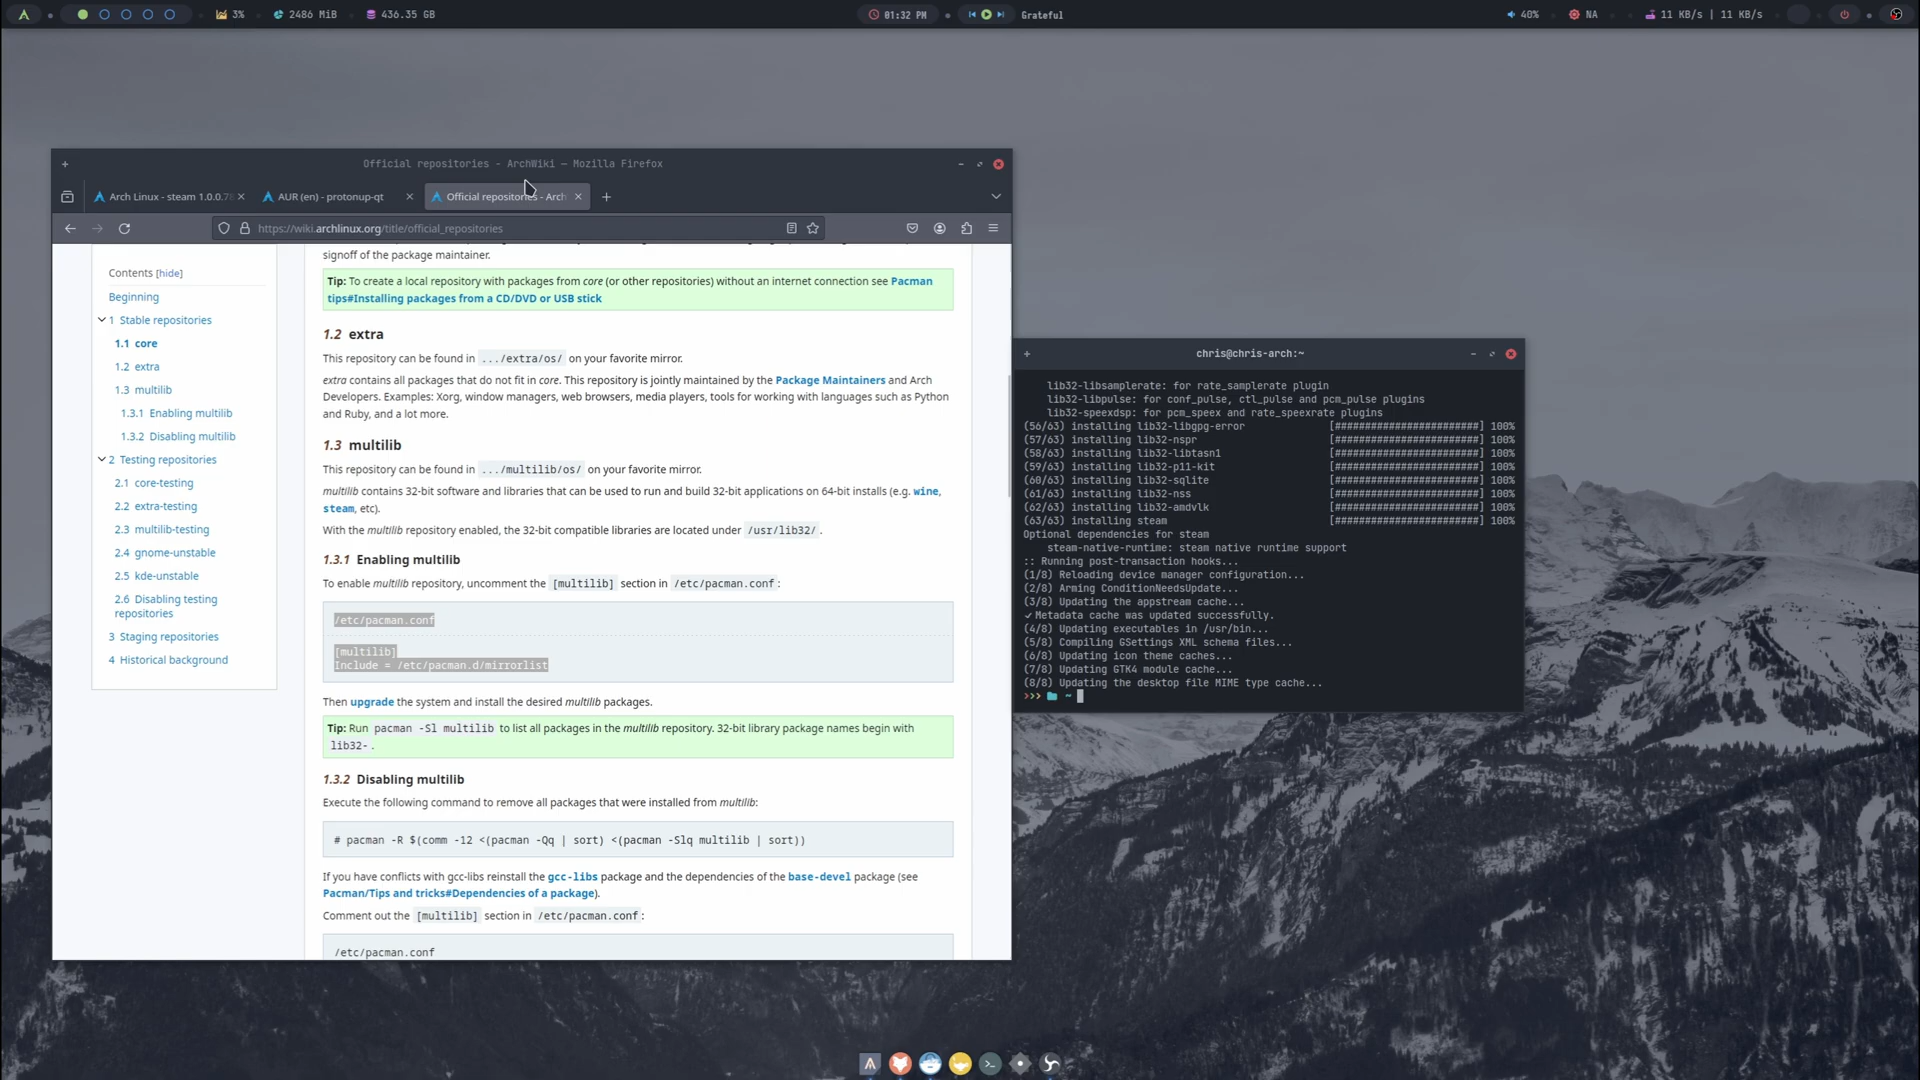 3%
2486 MiB
436.35 GB
01:32 PM
Grateful
40%
NA
11 KB/s | 11 KB/s
Official repositories - ArchWiki — Mozilla Firefox
Arch Linux - steam 1.0.0.78
AUR (en) - protonup-qt
Official repositories - Arch
https://wiki.archlinux.org/title/official_repositories
Contents [hide]
Beginning
1 Stable repositories
1.1 core
1.2 extra
1.3 multilib
1.3.1 Enabling multilib
1.3.2 Disabling multilib
2 Testing repositories
2.1 core-testing
2.2 extra-testing
2.3 multilib-testing
2.4 gnome-unstable
2.5 kde-unstable
2.6 Disabling testing
repositories
3 Staging repositories
4 Historical background
signoff of the package maintainer.
Tip: To create a local repository with packages from core (or other repositories) without an internet connection see Pacman
tips#Installing packages from a CD/DVD or USB stick
1.2 extra
This repository can be found in .../extra/os/ on your favorite mirror.
extra contains all packages that do not fit in core. This repository is jointly maintained by the Package Maintainers and Arch
Developers. Examples: Xorg, window managers, web browsers, media players, tools for working with languages such as Python
and Ruby, and a lot more.
1.3 multilib
This repository can be found in .../multilib/os/ on your favorite mirror.
multilib contains 32-bit software and libraries that can be used to run and build 32-bit applications on 64-bit installs (e.g. wine,
steam, etc).
With the multilib repository enabled, the 32-bit compatible libraries are located under /usr/lib32/ .
1.3.1 Enabling multilib
To enable multilib repository, uncomment the [multilib] section in /etc/pacman.conf :
/etc/pacman.conf
[multilib]
Include = /etc/pacman.d/mirrorlist
Then upgrade the system and install the desired multilib packages.
Tip: Run pacman -Sl multilib to list all packages in the multilib repository. 32-bit library package names begin with
lib32- .
1.3.2 Disabling multilib
Execute the following command to remove all packages that were installed from multilib:
# pacman -R $(comm -12 <(pacman -Qq | sort) <(pacman -Slq multilib | sort))
If you have conflicts with gcc-libs reinstall the gcc-libs package and the dependencies of the base-devel package (see
Pacman/Tips and tricks#Dependencies of a package).
Comment out the [multilib] section in /etc/pacman.conf :
/etc/pacman.conf
chris@chris-arch:~
lib32-libsamplerate: for rate_samplerate plugin
lib32-libpulse: for conf_pulse, ctl_pulse and pcm_pulse plugins
lib32-speexdsp: for pcm_speex and rate_speexrate plugins
(56/63) installing lib32-libgpg-error [########################] 100%
(57/63) installing lib32-nspr [########################] 100%
(58/63) installing lib32-libtasn1 [########################] 100%
(59/63) installing lib32-p11-kit [########################] 100%
(60/63) installing lib32-sqlite [########################] 100%
(61/63) installing lib32-nss [########################] 100%
(62/63) installing lib32-amdvlk [########################] 100%
(63/63) installing steam [########################] 100%
Optional dependencies for steam
steam-native-runtime: steam native runtime support
:: Running post-transaction hooks...
(1/8) Reloading device manager configuration...
(2/8) Arming ConditionNeedsUpdate...
(3/8) Updating the appstream cache...
✓ Metadata cache was updated successfully.
(4/8) Updating executables in /usr/bin...
(5/8) Compiling GSettings XML schema files...
(6/8) Updating icon theme caches...
(7/8) Updating GTK4 module cache...
(8/8) Updating the desktop file MIME type cache...
>>> ~